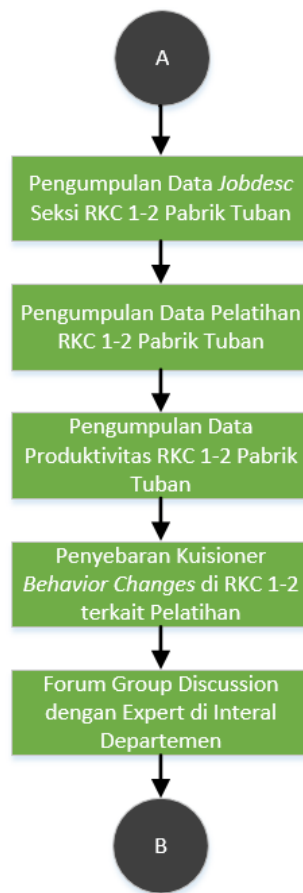 A
Pengumpulan Data Jobdesc
Seksi RKC 1-2 Pabrik Tuban
Pengumpulan Data Pelatihan
RKC 1-2 Pabrik Tuban
Pengumpulan Data
Produktivitas RKC 1-2 Pabrik
Tuban
Penyebaran Kuisioner
Behavior Changes di RKC 1-2
terkait Pelatihan
Forum Group Discussion
dengan Expert di Interal
Departemen
B